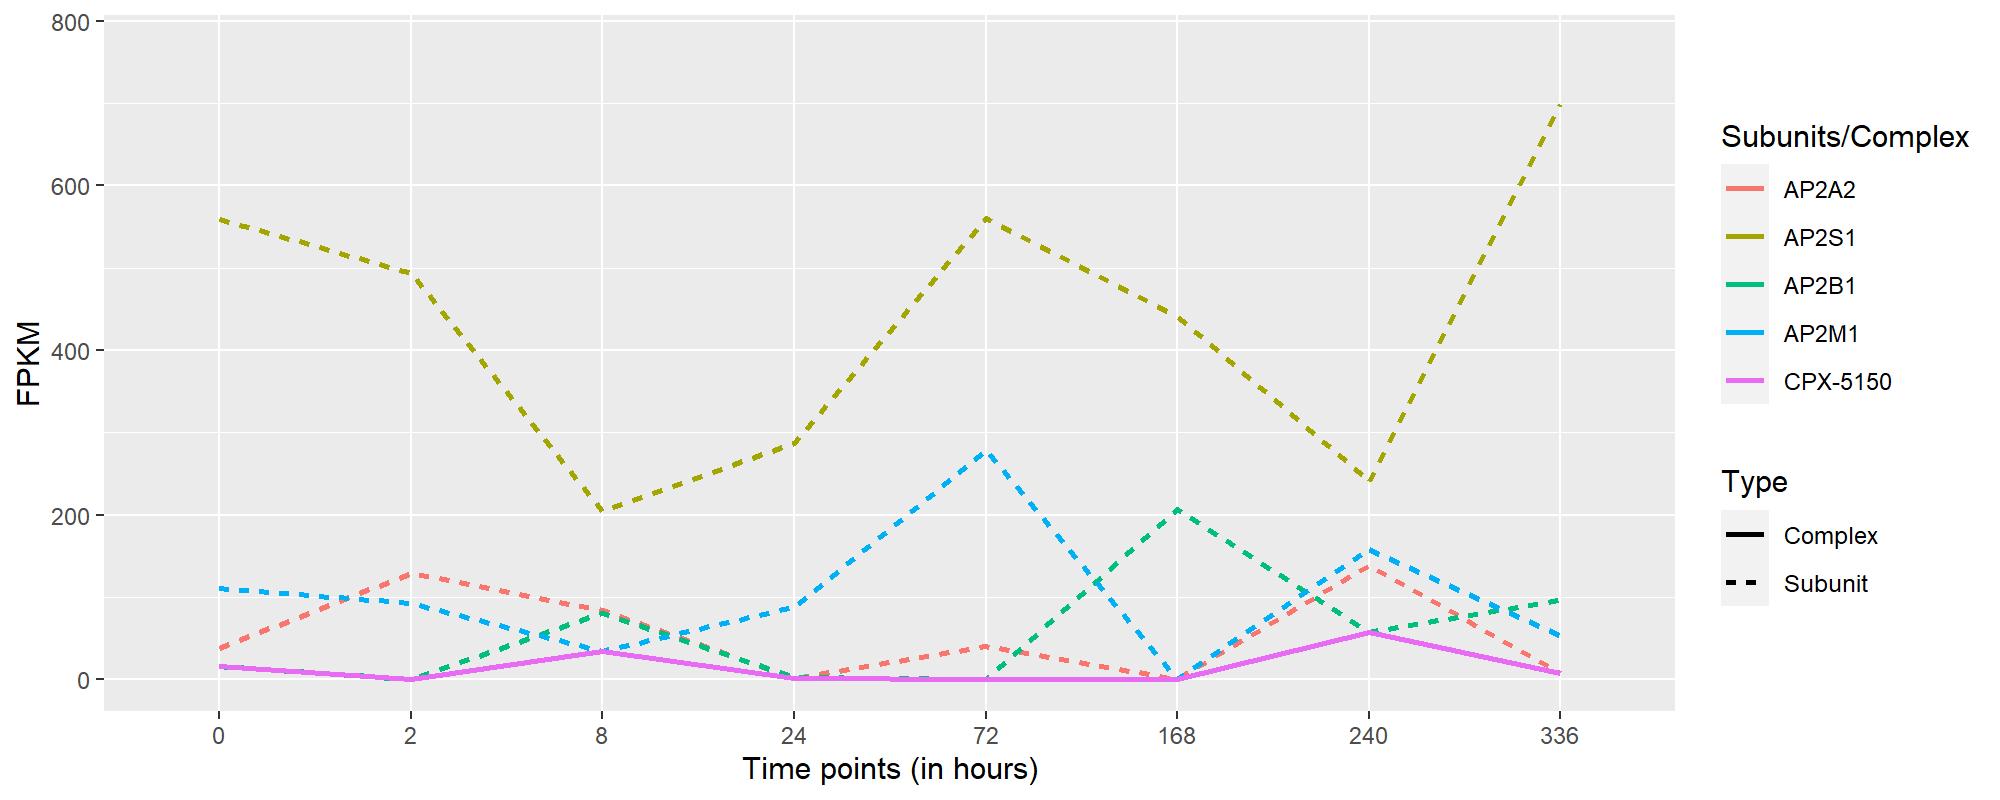 800
600
400
200
0
FPKM
0 2 8 24 72 168 240 336
Time points (in hours)
Subunits/Complex
AP2A2
AP2S1
AP2B1
AP2M1
CPX-5150
Type
Complex
Subunit